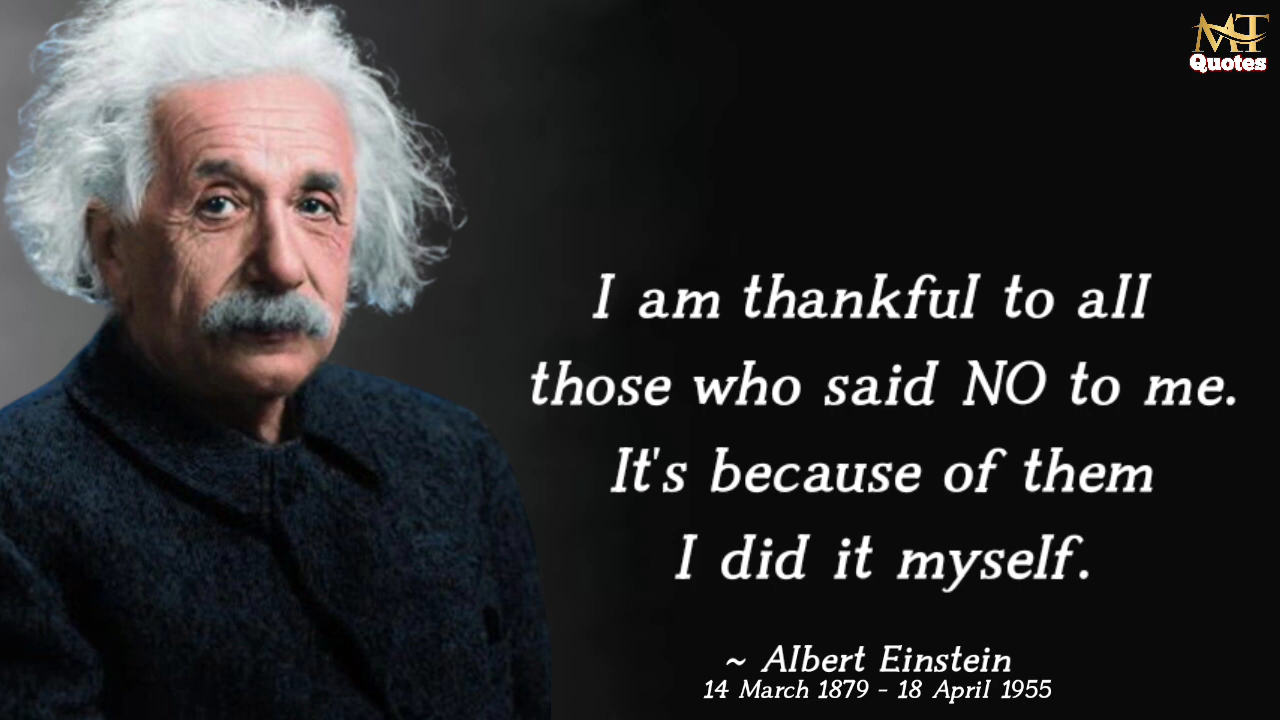 MT
Quotes
I am thankful to all
those who said NO to me.
It's because of them
I did it myself.
~ Albert Einstein
14 March 1879 - 18 April 1955